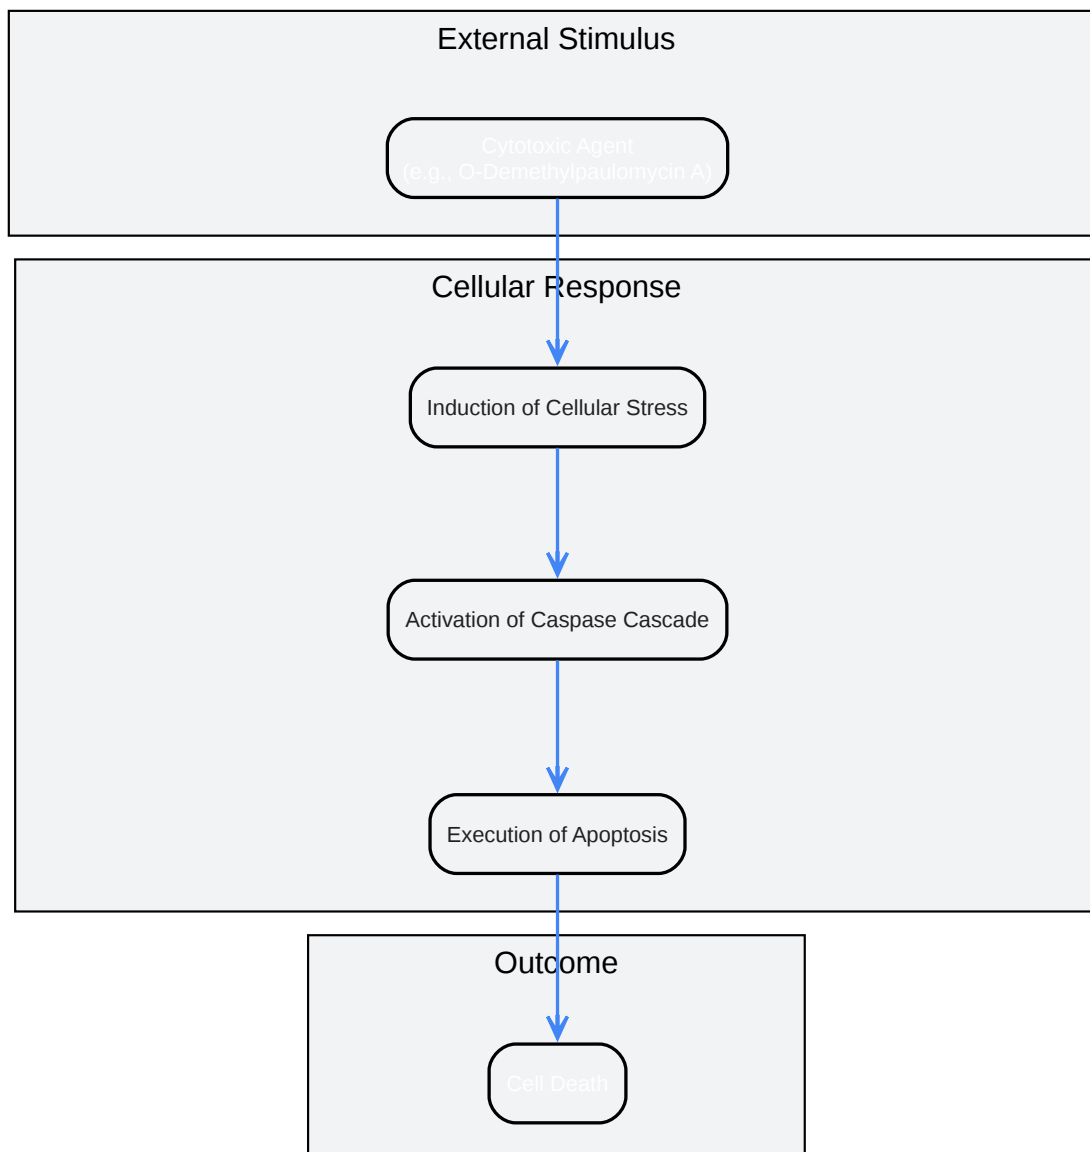 External Stimulus
Cytotoxic Agent
(e.g., O-Demethylpaulomycin A)
Cellular Response
Induction of Cellular Stress
Activation of Caspase Cascade
Execution of Apoptosis
Outcome
Cell Death